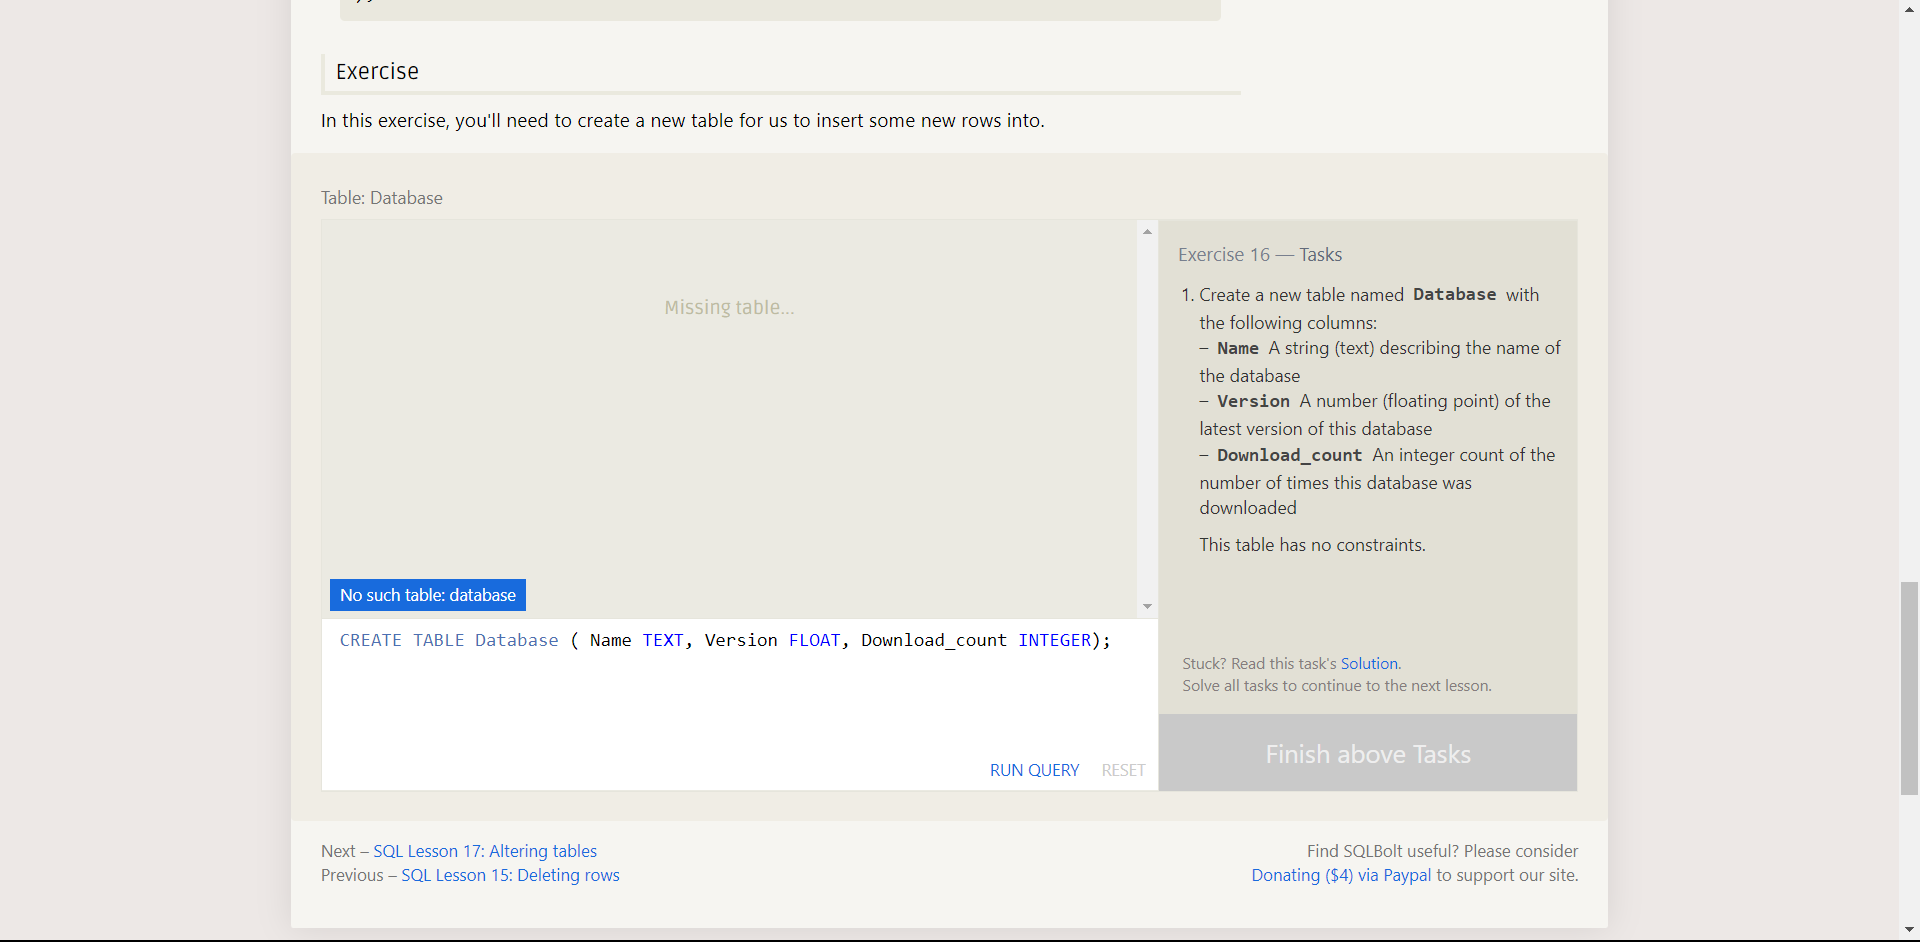 Exercise
In this exercise, you'll need to create a new table for us to insert some new rows into.
Table: Database
Missing table…
No such table: database
CREATE TABLE Database ( Name TEXT, Version FLOAT, Download_count INTEGER);
RUN QUERY
RESET
Exercise 16 — Tasks
1. Create a new table named Database with
the following columns:
– Name A string (text) describing the name of
the database
– Version A number (floating point) of the
latest version of this database
– Download_count An integer count of the
number of times this database was
downloaded
This table has no constraints.
Stuck? Read this task's Solution.
Solve all tasks to continue to the next lesson.
Finish above Tasks
Next – SQL Lesson 17: Altering tables
Previous – SQL Lesson 15: Deleting rows
Find SQLBolt useful? Please consider
Donating ($4) via Paypal to support our site.